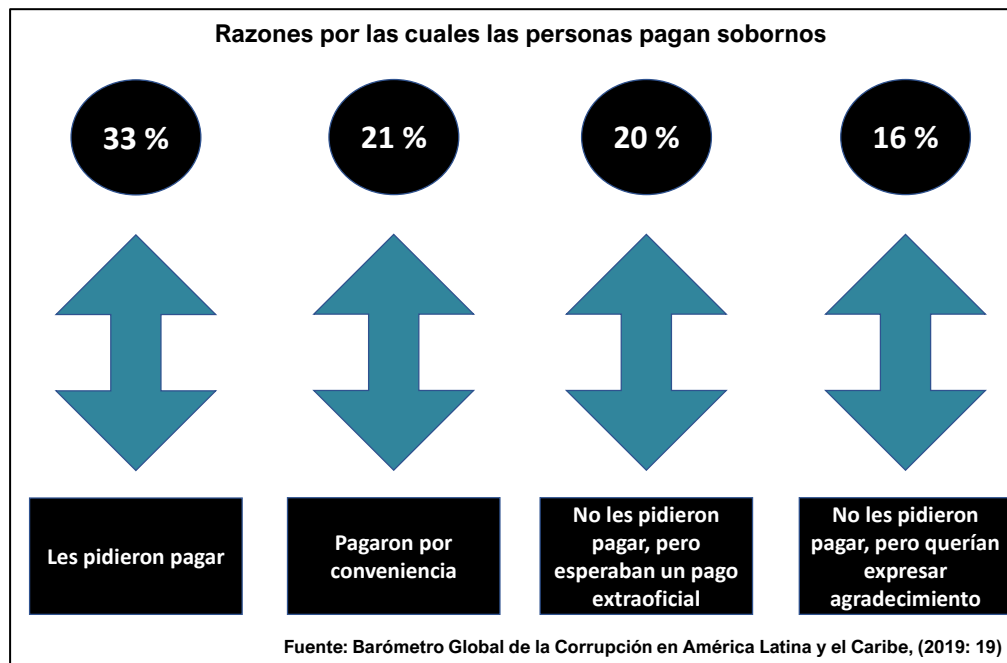 Razones por las cuales las personas pagan sobornos
33 %
21 %
20 %
16 %
Les pidieron pagar
Pagaron por
conveniencia
No les pidieron
pagar, pero
esperaban un pago
extraoficial
No les pidieron
pagar, pero querían
expresar
agradecimiento
Fuente: Barómetro Global de la Corrupción en América Latina y el Caribe, (2019: 19)